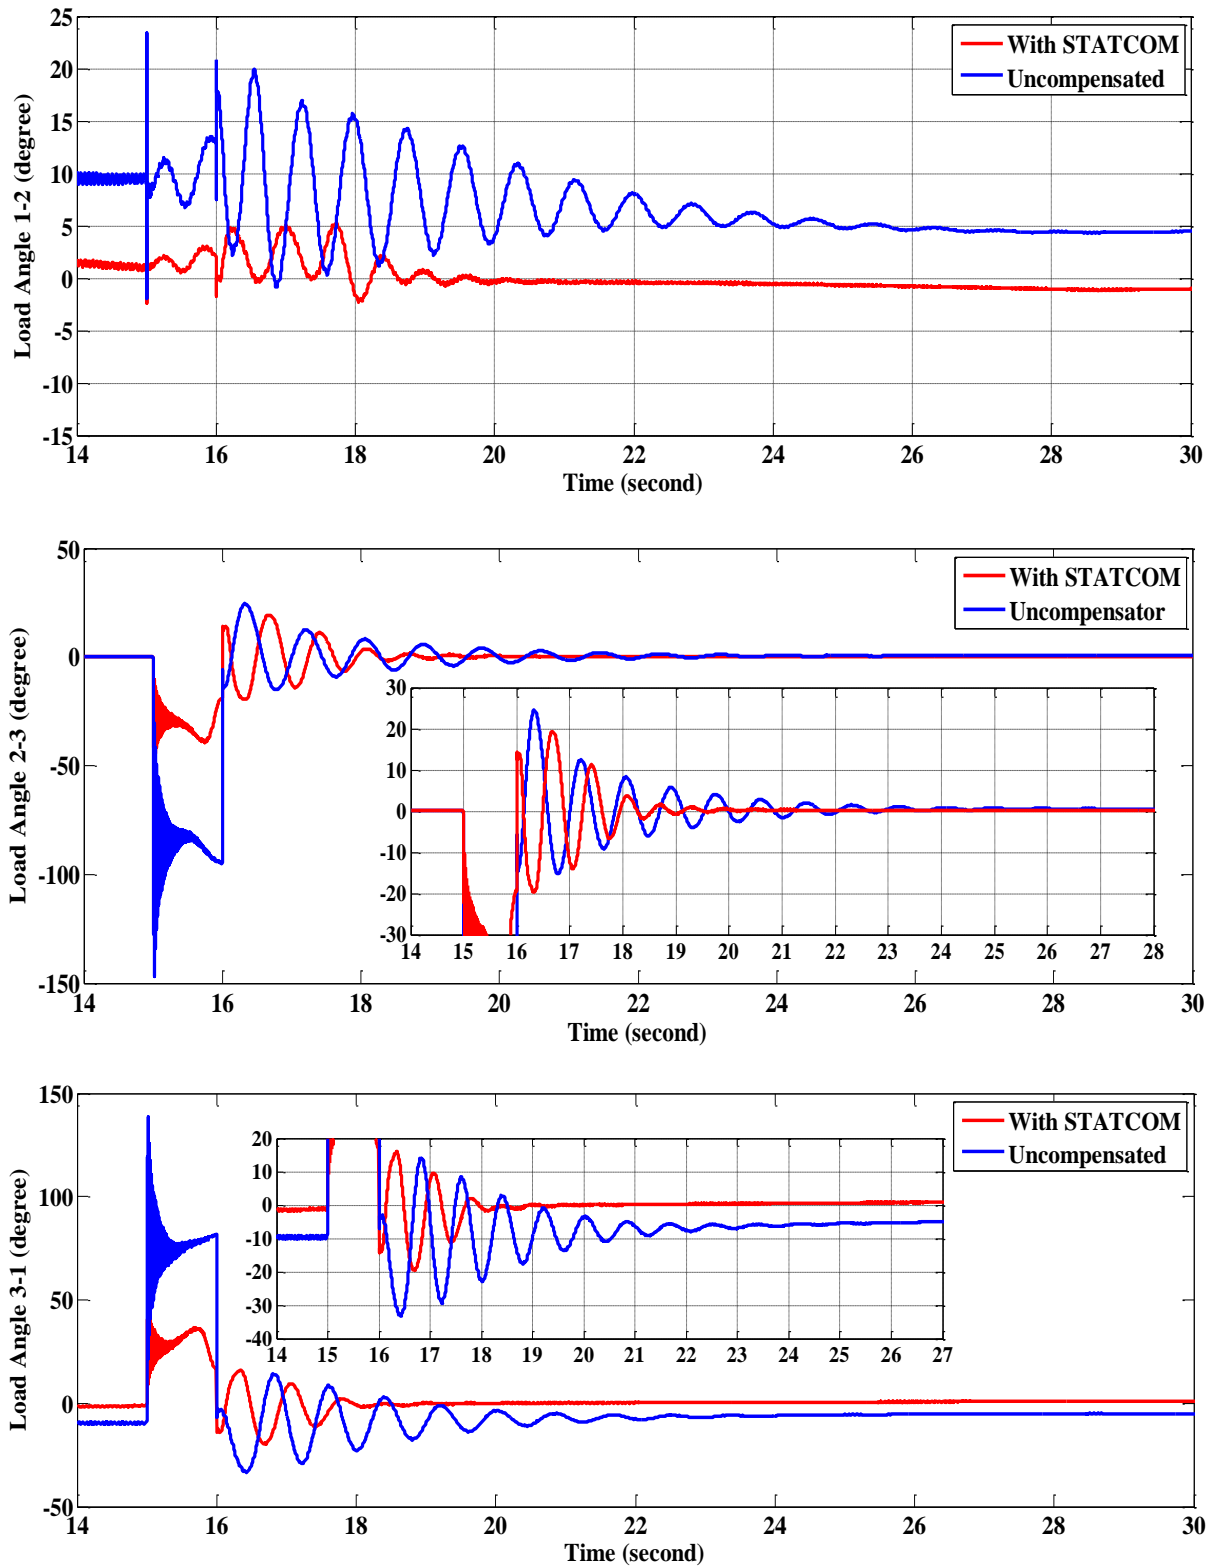 25
20
15
10
5
0
-5
-10
-15
Load Angle 1-2 (degree)
With STATCOM
Uncompensated
14 16 18 20 22 24 26 28 30
Time (second)
50
0
-50
-100
-150
Load Angle 2-3 (degree)
With STATCOM
Uncompensator
30
20
10
0
-10
-20
-30
14 15 16 17 18 19 20 21 22 23 24 25 26 27 28
14 16 18 20 22 24 26 28 30
Time (second)
150
100
50
0
-50
Load Angle 3-1 (degree)
With STATCOM
Uncompensated
20
10
0
-10
-20
-30
-40
14 15 16 17 18 19 20 21 22 23 24 25 26 27
14 16 18 20 22 24 26 28 30
Time (second)